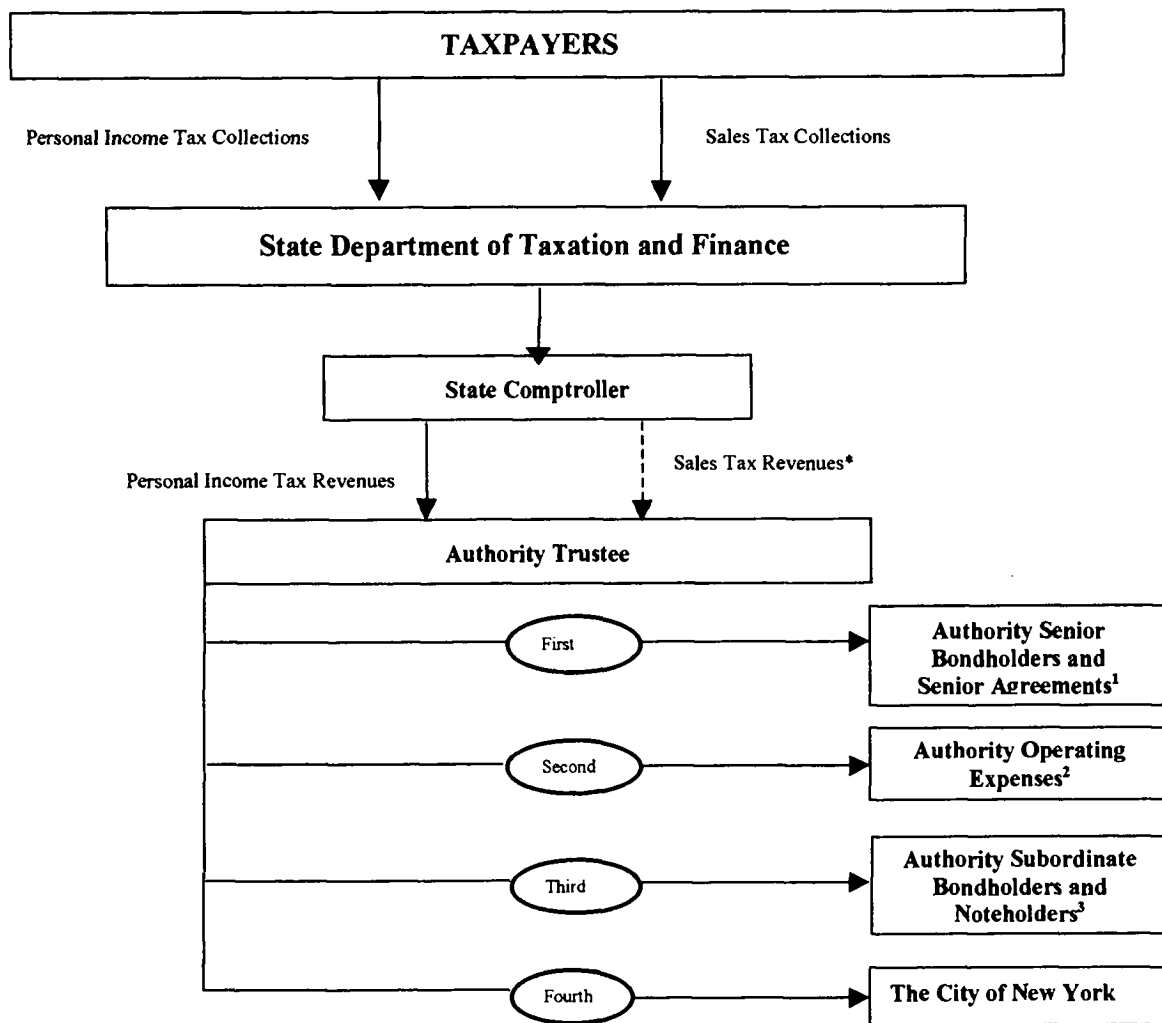 TAXPAYERS
Personal Income Tax Collections
Sales Tax Collections
State Department of Taxation and Finance
State Comptroller
Personal Income Tax Revenues
Sales Tax Revenues*
Authority Trustee
First
Authority Senior
Bondholders and
Senior Agreements¹
Second
Authority Operating
Expenses²
Third
Authority Subordinate
Bondholders and
Noteholders³
Fourth
The City of New York